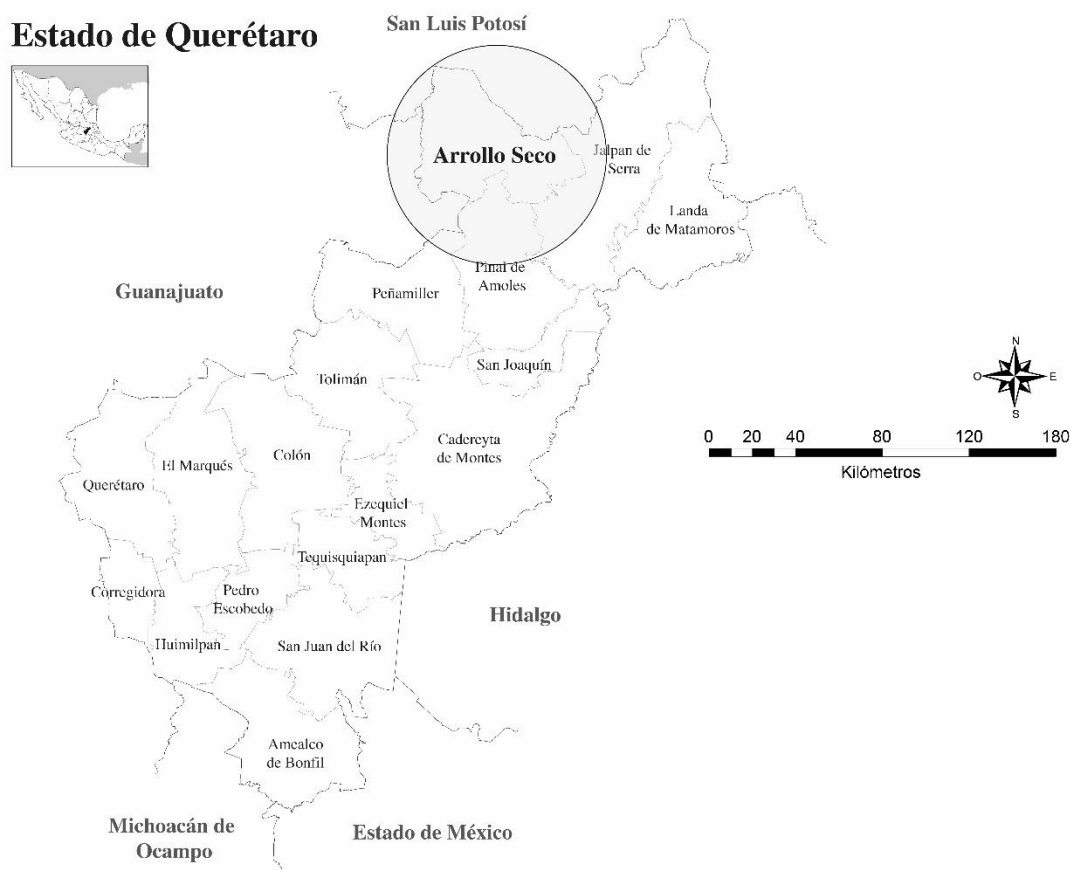 San Luis Potosí
Estado de Querétaro
Arrollo Seco
Jalpan de
Serra
Landa
de Matamoros
Pinal de
Amoles
Guanajuato
Peñamiller
San Joaquín
Tolimán
N
O
E
S
Cadereyta
de Montes
0 20 40 80 120 180
Kilómetros
Colón
El Marqués
Querétaro
Ezequiel
Montes
Tequisquiapan
Corregidora
Pedro
Escobedo
Hidalgo
Huimilpan
San Juan del Río
Amealco
de Bonfil
Michoacán de
Ocampo
Estado de México